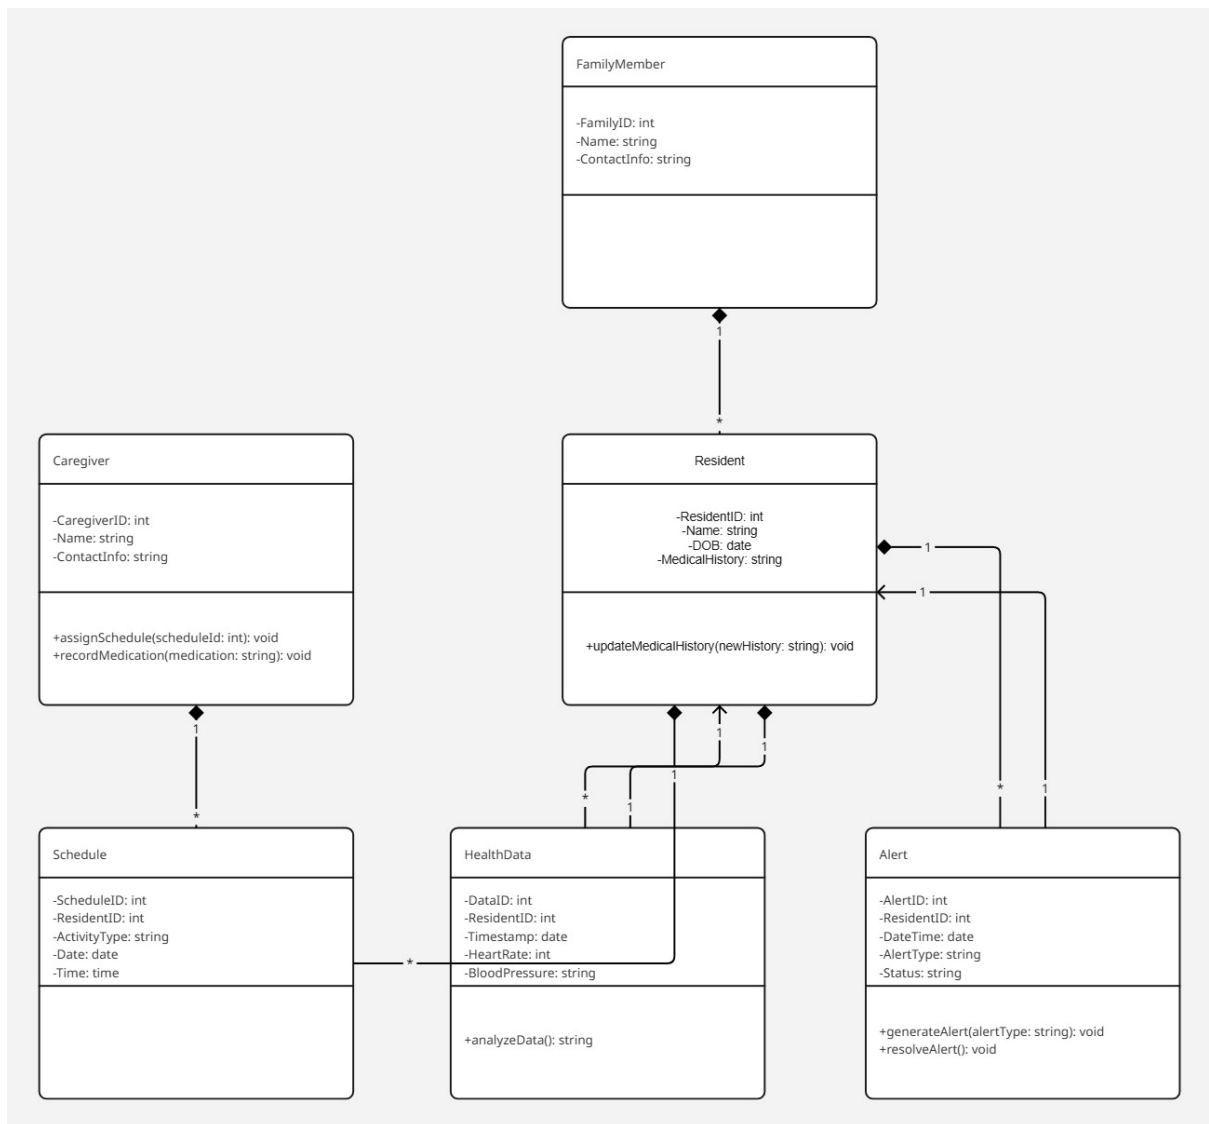 FamilyMember
-FamilyID: int
-Name: string
-ContactInfo: string
1
*
Caregiver
-CaregiverID: int
-Name: string
-ContactInfo: string
+assignSchedule(scheduleId: int): void
+recordMedication(medication: string): void
1
*
Resident
-ResidentID: int
-Name: string
-DOB: date
-MedicalHistory: string
+updateMedicalHistory(newHistory: string): void
1
1
1
1
1
*
1
*
1
Schedule
-ScheduleID: int
-ResidentID: int
-ActivityType: string
-Date: date
-Time: time
*
HealthData
-DataID: int
-ResidentID: int
-Timestamp: date
-HeartRate: int
-BloodPressure: string
+analyzeData(): string
Alert
-AlertID: int
-ResidentID: int
-DateTime: date
-AlertType: string
-Status: string
+generateAlert(alertType: string): void
+resolveAlert(): void